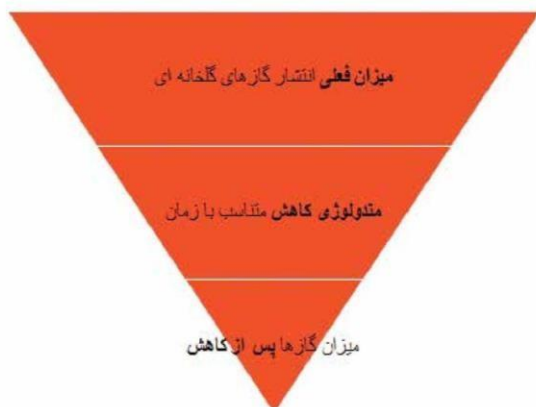 میزان فعلی انتشار گازهای گلخانه ای
متدولوژی کاهش متناسب با زمان
میزان گازها پس از کاهش